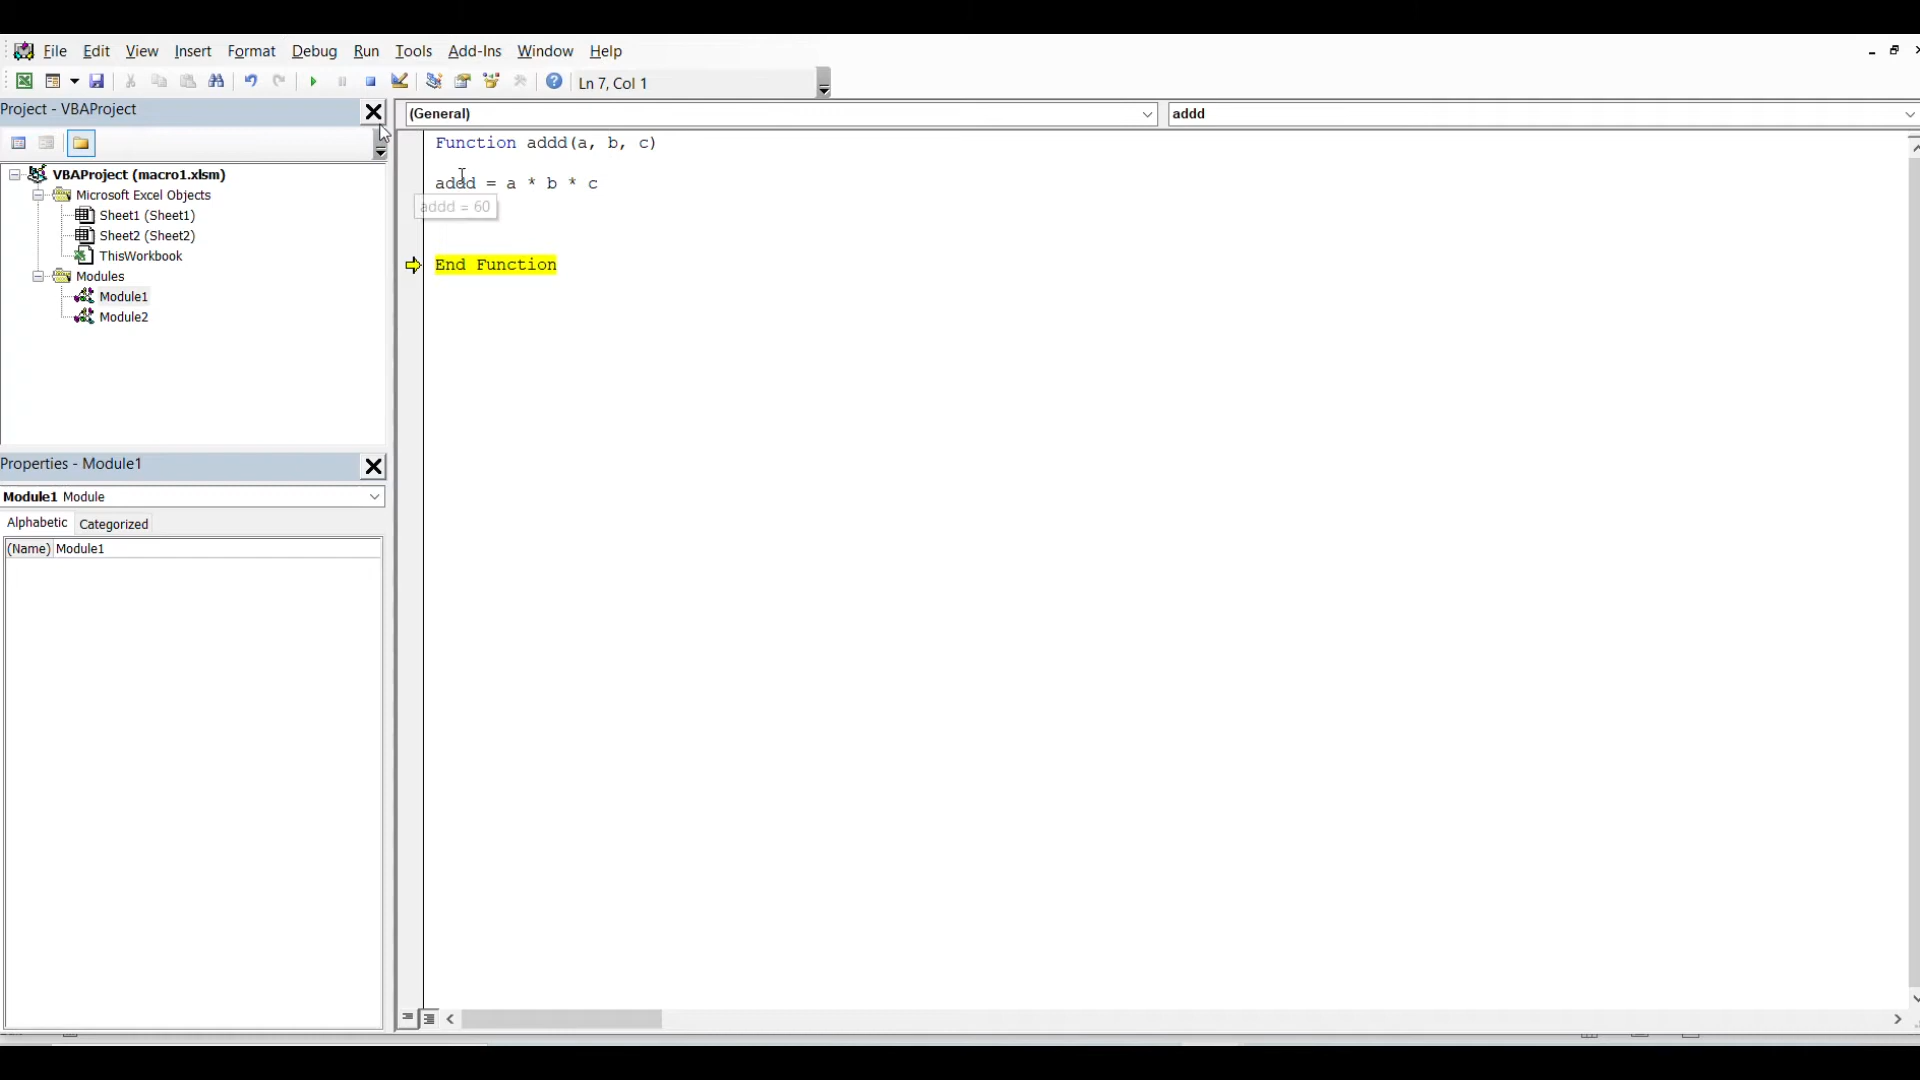 File Edit View Insert Format Debug Run Tools Add-Ins Window Help
Ln 7, Col 1
Project - VBAProject
(General) addd
VBAProject (macro1.xlsm)
Microsoft Excel Objects
Sheet1 (Sheet1)
Sheet2 (Sheet2)
ThisWorkbook
Modules
Module1
Module2
Function addd(a, b, c)
addd = a * b * c
addd = 60
End Function
Properties - Module1
Module1 Module
Alphabetic Categorized
(Name) Module1